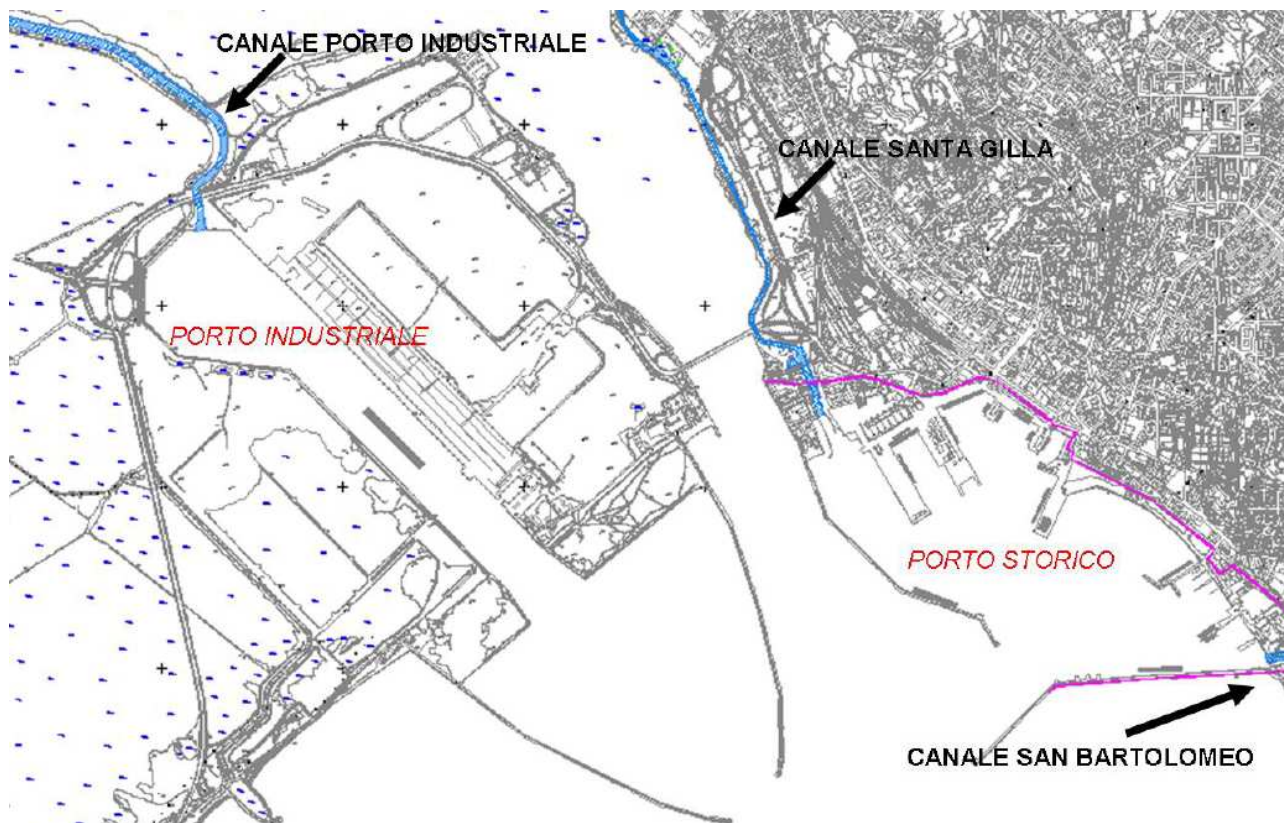 CANALE PORTO INDUSTRIALE
CANALE SANTA GILLA
PORTO INDUSTRIALE
PORTO STORICO
CANALE SAN BARTOLOMEO